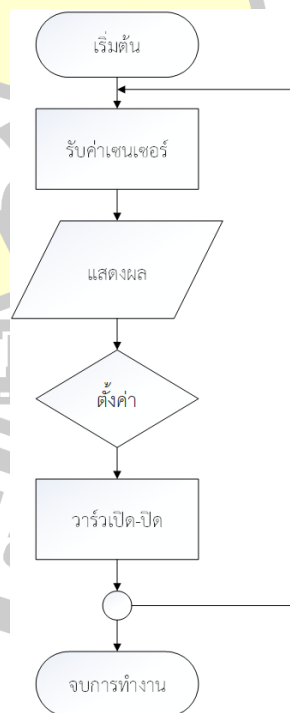 เริ่มต้น
รับค่าเซนเซอร์
แสดงผล
ตั้งค่า
วาร์วเปิด-ปิด
จบการทำงาน